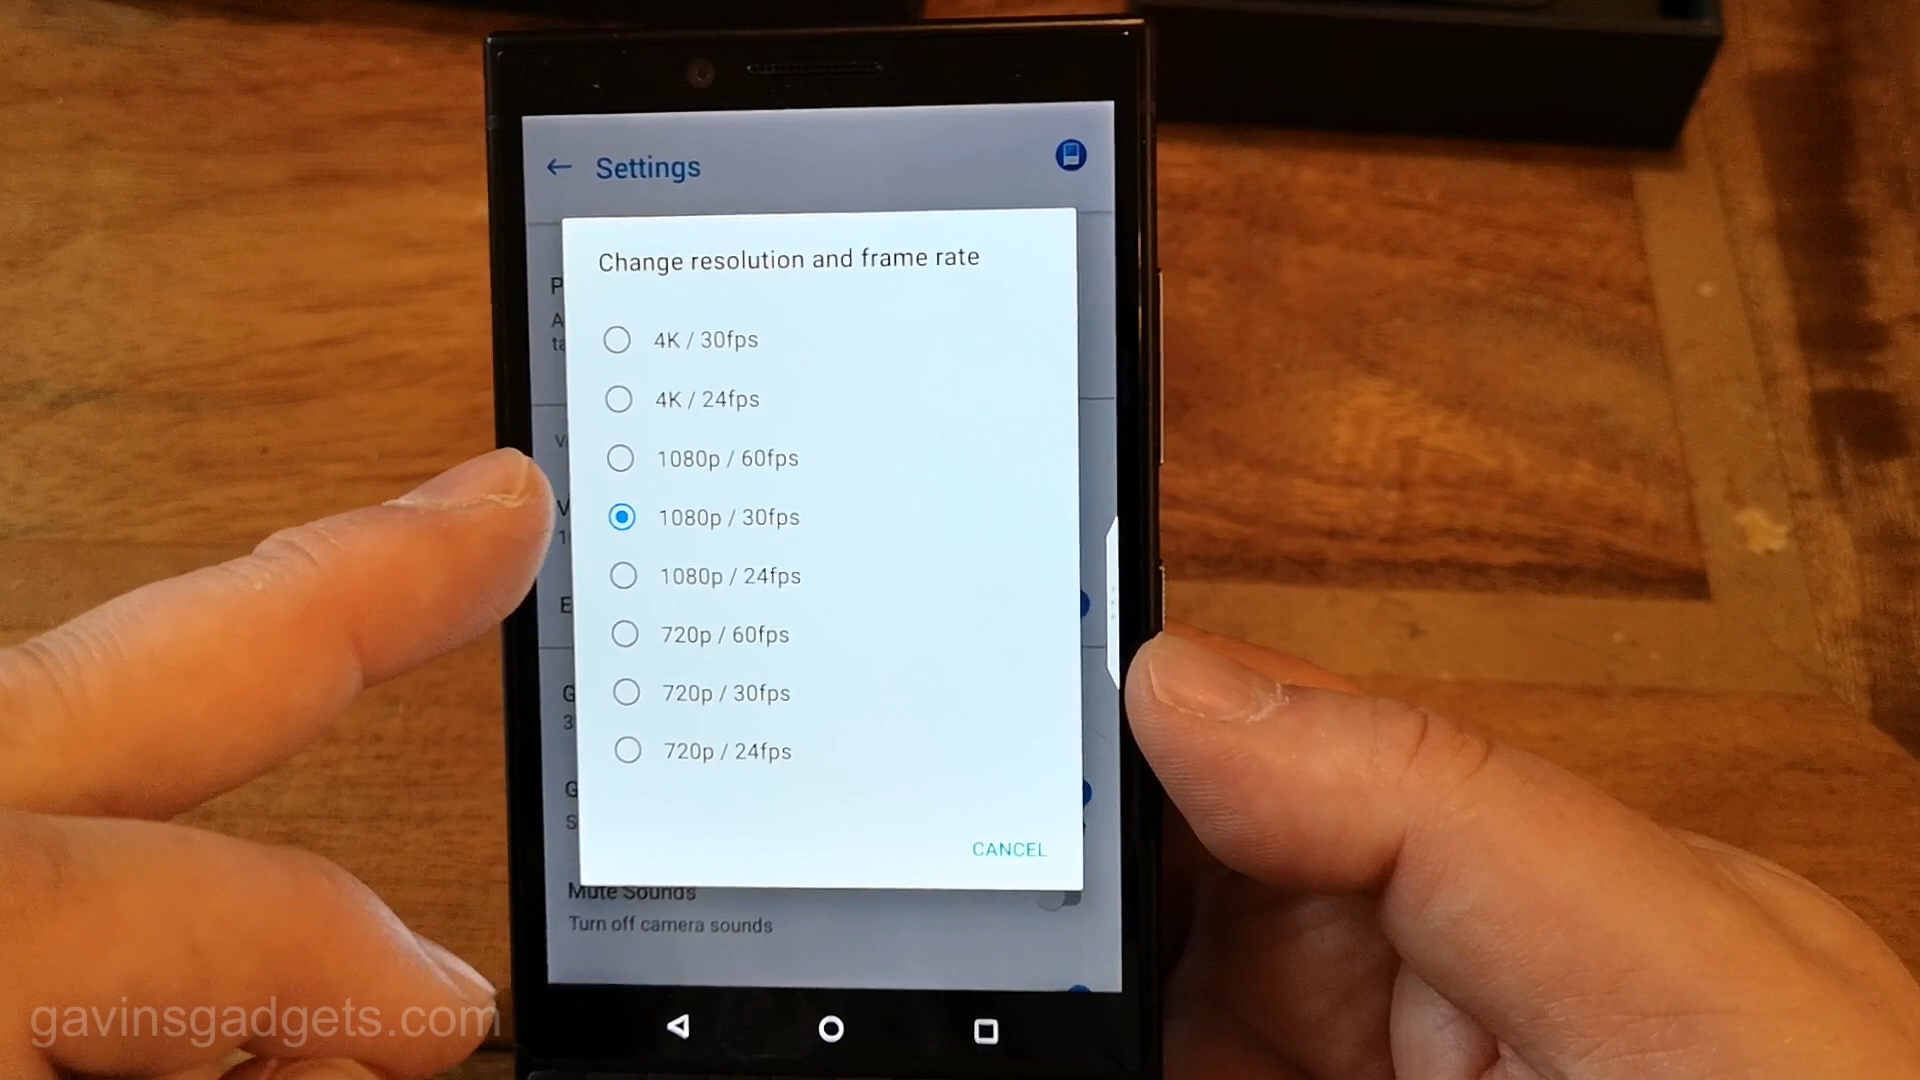 Settings
Change resolution and frame rate
4K / 30fps
4K / 24fps
1080p / 60fps
1080p / 30fps
1080p / 24fps
720p / 60fps
720p / 30fps
720p / 24fps
CANCEL
Mute Sounds
Turn off camera sounds
gavinsgadgets.com